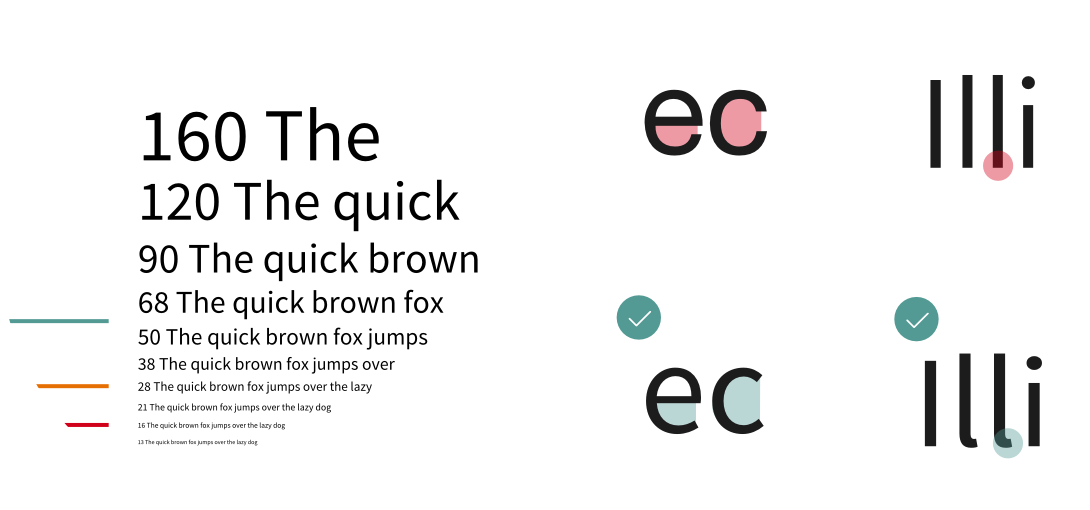 160 The
120 The quick
90 The quick brown
68 The quick brown fox
50 The quick brown fox jumps
38 The quick brown fox jumps over
28 The quick brown fox jumps over the lazy
21 The quick brown fox jumps over the lazy dog
16 The quick brown fox jumps over the lazy dog
13 The quick brown fox jumps over the lazy dog
ec
Illi
ec
Illi